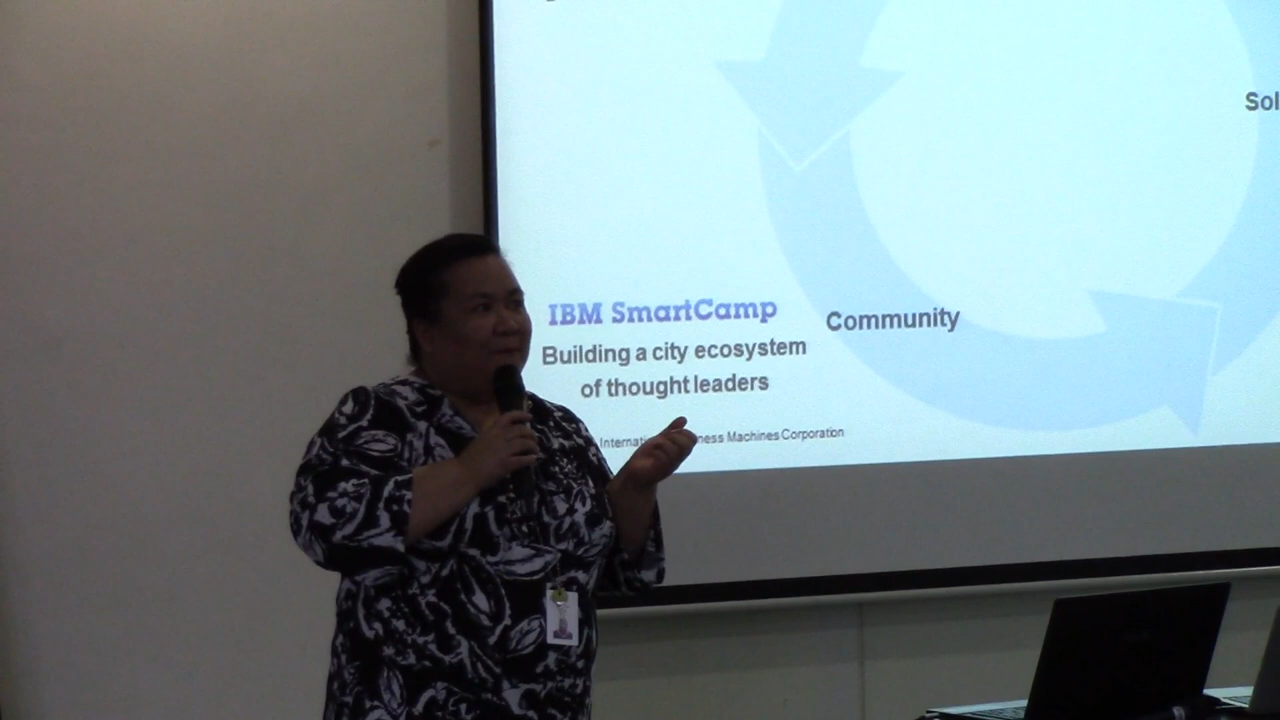 Sol
IBM SmartCamp
Community
Building a city ecosystem
of thought leaders
Machines Corporation